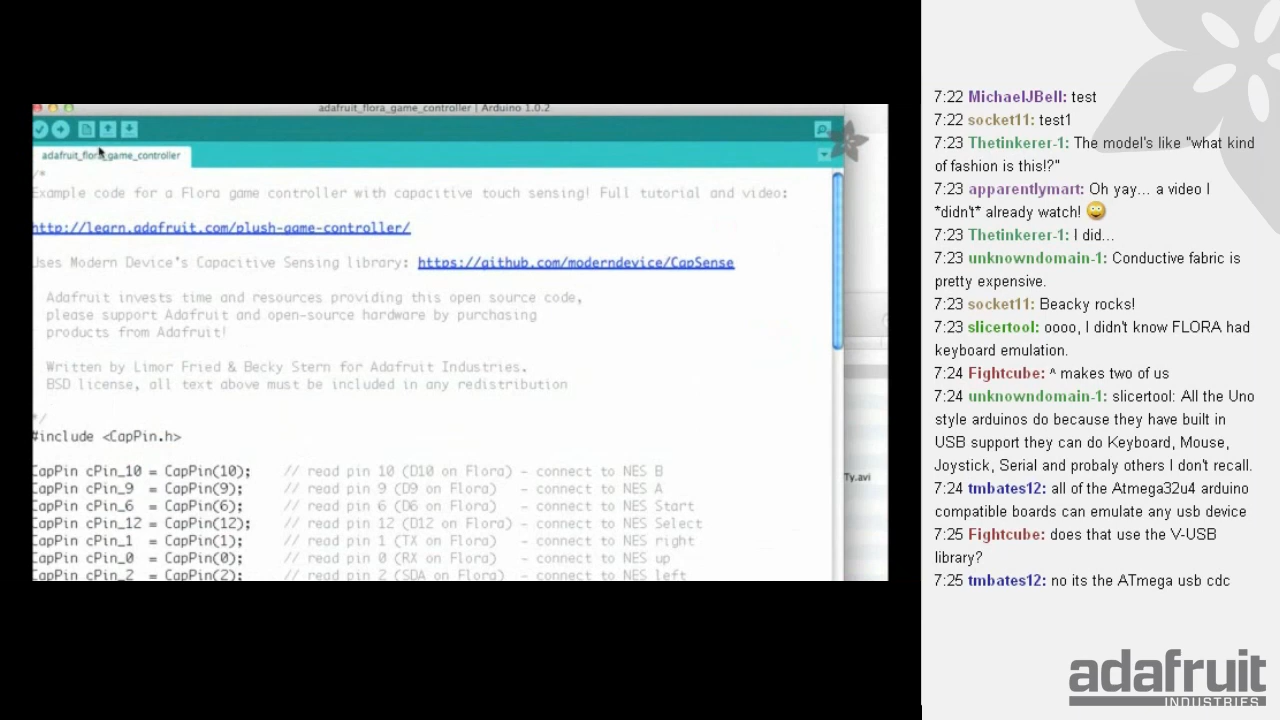 adafruit_flora_game_controller | Arduino 1.0.2
adafruit_flora_game_controller
/*
Example code for a Flora game controller with capacitive touch sensing! Full tutorial and video:
http://learn.adafruit.com/plush-game-controller/
Uses Modern Device's Capacitive Sensing library: https://github.com/moderndevice/CapSense
Adafruit invests time and resources providing this open source code,
please support Adafruit and open-source hardware by purchasing
products from Adafruit!
Written by Limor Fried & Becky Stern for Adafruit Industries.
BSD license, all text above must be included in any redistribution
*/
#include <CapPin.h>
CapPin cPin_10 = CapPin(10);    // read pin 10 (D10 on Flora) - connect to NES B
CapPin cPin_9  = CapPin(9);     // read pin 9 (D9 on Flora)   - connect to NES A
CapPin cPin_6  = CapPin(6);     // read pin 6 (D6 on Flora)   - connect to NES Start
CapPin cPin_12 = CapPin(12);    // read pin 12 (D12 on Flora) - connect to NES Select
CapPin cPin_1  = CapPin(1);     // read pin 1 (TX on Flora)   - connect to NES right
CapPin cPin_0  = CapPin(0);     // read pin 0 (RX on Flora)   - connect to NES up
CapPin cPin_2  = CapPin(2);     // read pin 2 (SDA on Flora)  - connect to NES left
Ty.avi
7:22 MichaelJBell: test
7:22 socket11: test1
7:23 Thetinkerer-1: The model's like "what kind
of fashion is this!?"
7:23 apparentlymart: Oh yay... a video I
*didn't* already watch!
7:23 Thetinkerer-1: I did...
7:23 unknowndomain-1: Conductive fabric is
pretty expensive.
7:23 socket11: Beacky rocks!
7:23 slicertool: oooo, I didn't know FLORA had
keyboard emulation.
7:24 Fightcube: ^ makes two of us
7:24 unknowndomain-1: slicertool: All the Uno
style arduinos do because they have built in
USB support they can do Keyboard, Mouse,
Joystick, Serial and probaly others I don't recall.
7:24 tmbates12: all of the Atmega32u4 arduino
compatible boards can emulate any usb device
7:25 Fightcube: does that use the V-USB
library?
7:25 tmbates12: no its the ATmega usb cdc
adafruit
INDUSTRIES